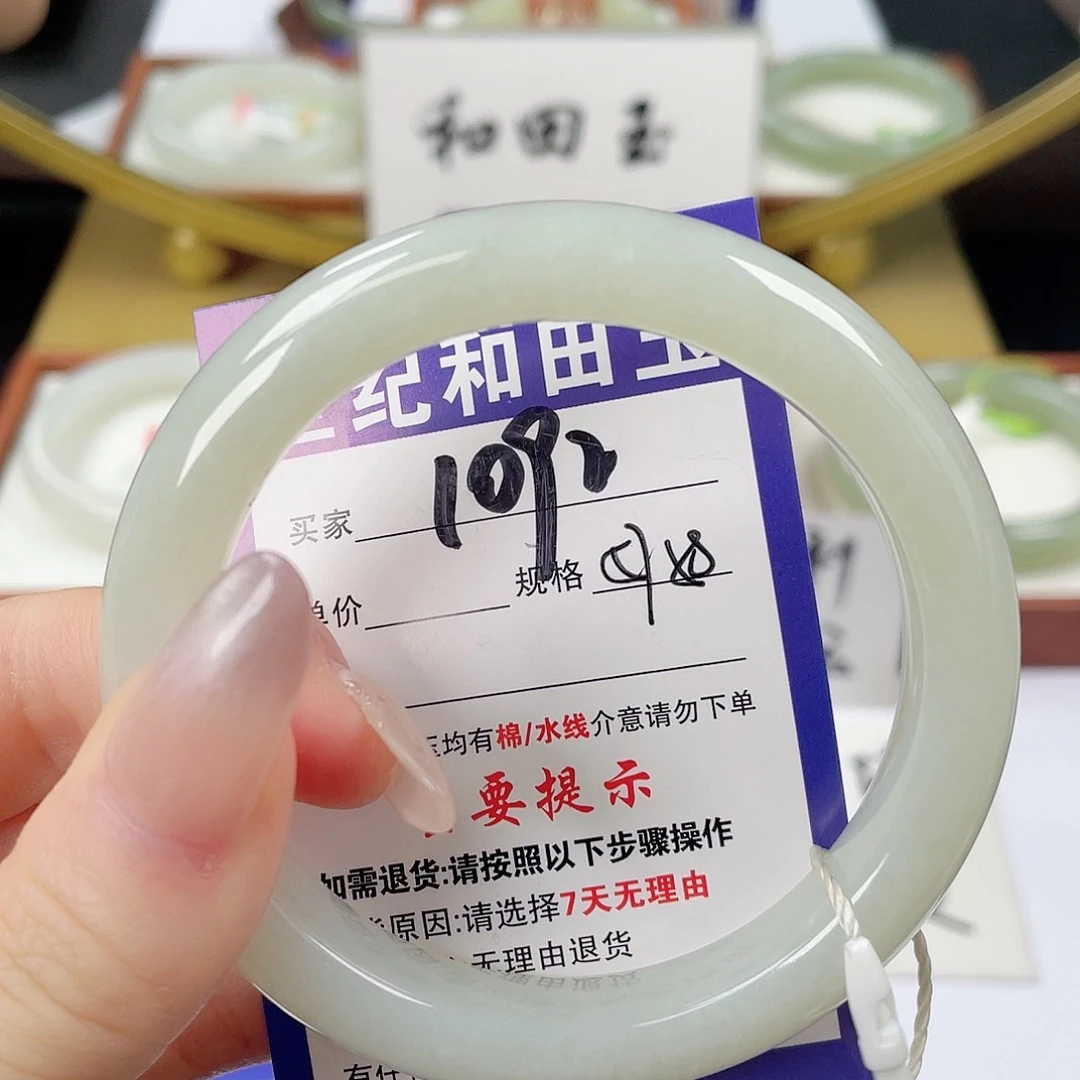 和田玉
纪和田玉
买家
规格
单价
玉均有棉/水线介意请勿下单
要提示
如需退货:请按照以下步骤操作
原因:请选择7天无理由
无理由退货